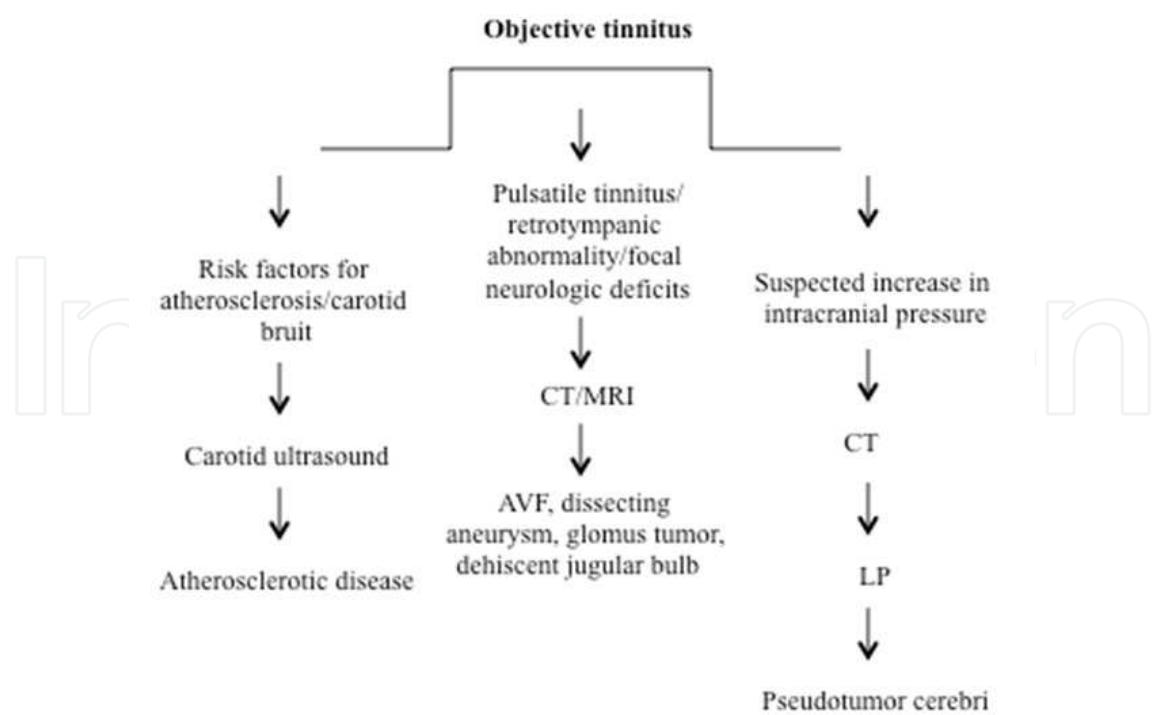 Objective tinnitus
Risk factors for
atherosclerosis/carotid
bruit
Carotid ultrasound
Atherosclerotic disease
Pulsatile tinnitus/
retrotympanic
abnormality/focal
neurologic deficits
CT/MRI
AVF, dissecting
aneurysm, glomus tumor,
dehiscent jugular bulb
Suspected increase in
intracranial pressure
CT
LP
Pseudotumor cerebri